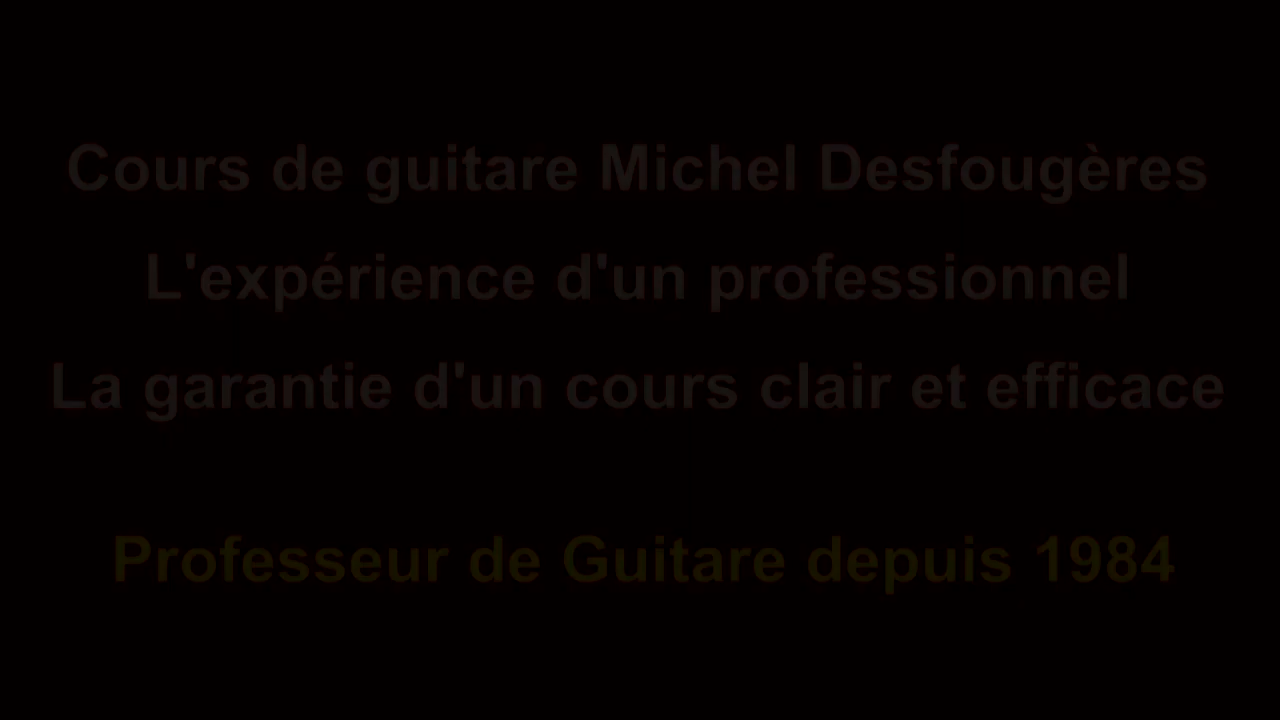 Cours de guitare Michel Desfougères
L'expérience d'un professionnel
La garantie d'un cours clair et efficace
Professeur de Guitare depuis 1984